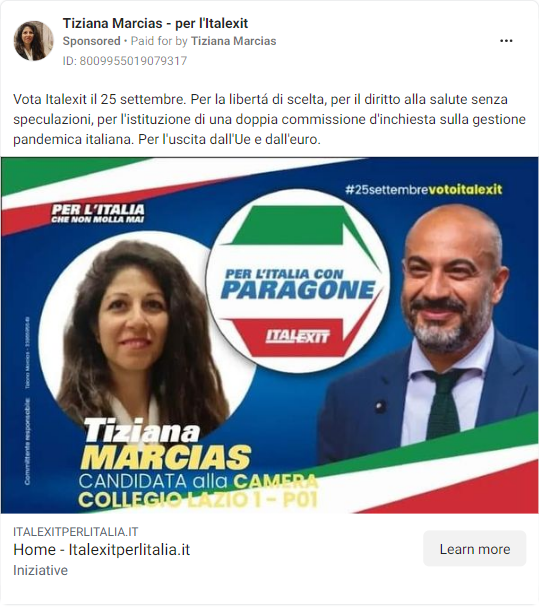 Tiziana Marcias - per l'Italexit
Sponsored • Paid for by Tiziana Marcias
ID: 8009955019079317
Vota Italexit il 25 settembre. Per la libertá di scelta, per il diritto alla salute senza
speculazioni, per l'istituzione di una doppia commissione d'inchiesta sulla gestione
pandemica italiana. Per l'uscita dall'Ue e dall'euro.
#25settembrevotoitalexit
PER L'ITALIA
CHE NON MOLLA MAI
PER L'ITALIA CON
PARAGONE
ITALEXIT
Committente responsabile: Tiziana Marcias
Tiziana
MARCIAS
CANDIDATA alla CAMERA
COLLEGIO LAZIO 1 - P01
ITALEXITPERLITALIA.IT
Home - Italexitperlitalia.it
Iniziative
Learn more